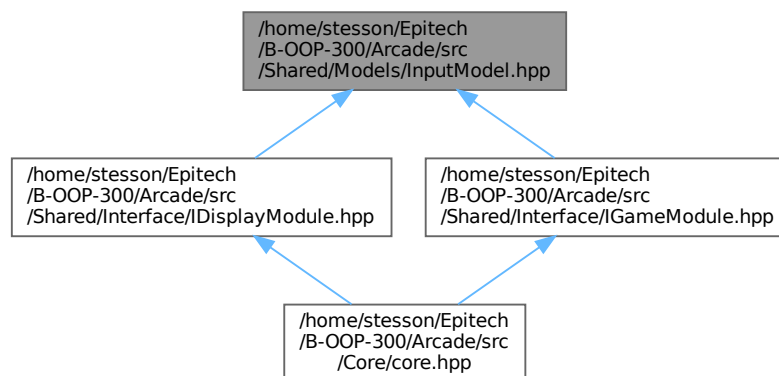 /home/stesson/Epitech
/B-OOP-300/Arcade/src
/Shared/Models/InputModel.hpp
/home/stesson/Epitech
/B-OOP-300/Arcade/src
/Shared/Interface/IDisplayModule.hpp
/home/stesson/Epitech
/B-OOP-300/Arcade/src
/Shared/Interface/IGameModule.hpp
/home/stesson/Epitech
/B-OOP-300/Arcade/src
/Core/core.hpp